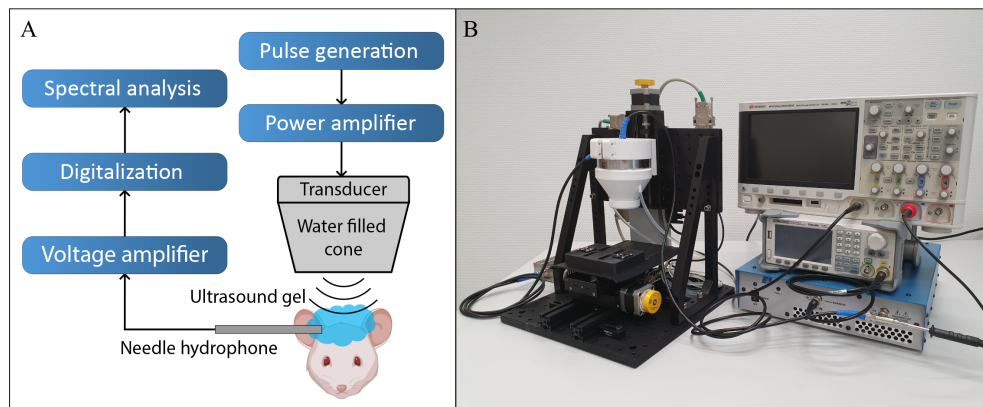 A
Pulse generation
Spectral analysis
Power amplifier
Digitalization
Transducer
Water filled
cone
Voltage amplifier
Ultrasound gel
Needle hydrophone
B